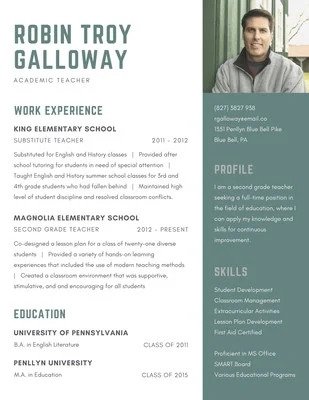 ROBIN TROY
GALLOWAY
ACADEMIC TEACHER
WORK EXPERIENCE
KING ELEMENTARY SCHOOL
SUBSTITUTE TEACHER 2011 - 2012
Substituted for English and History classes | Provided after
school tutoring for students in need of special attention |
Taught English and History summer school classes for 3rd and
4th grade students who had fallen behind | Maintained high
level of student discipline and resolved classroom conflicts.
MAGNOLIA ELEMENTARY SCHOOL
SECOND GRADE TEACHER 2012 - PRESENT
Co-designed a lesson plan for a class of twenty-one diverse
students | Provided a variety of hands-on learning
experiences that included the use of modern teaching methods
| Created a classroom environment that was supportive,
stimulative, and and encouraging for all students
EDUCATION
UNIVERSITY OF PENNSYLVANIA
B.A. in English Literature CLASS OF 2011
PENLLYN UNIVERSITY
M.A. in Education CLASS OF 2015
(827) 3827 938
rgalloway@email.co
1351 Penllyn Blue Bell Pike
Blue Bell, PA
PROFILE
I am a second grade teacher
seeking a full-time position in
the field of education, where I
can apply my knowledge and
skills for continuous
improvement.
SKILLS
Student Development
Classroom Management
Extracurricular Activities
Lesson Plan Development
First Aid Certified
Proficient in MS Office
SMART Board
Various Educational Programs